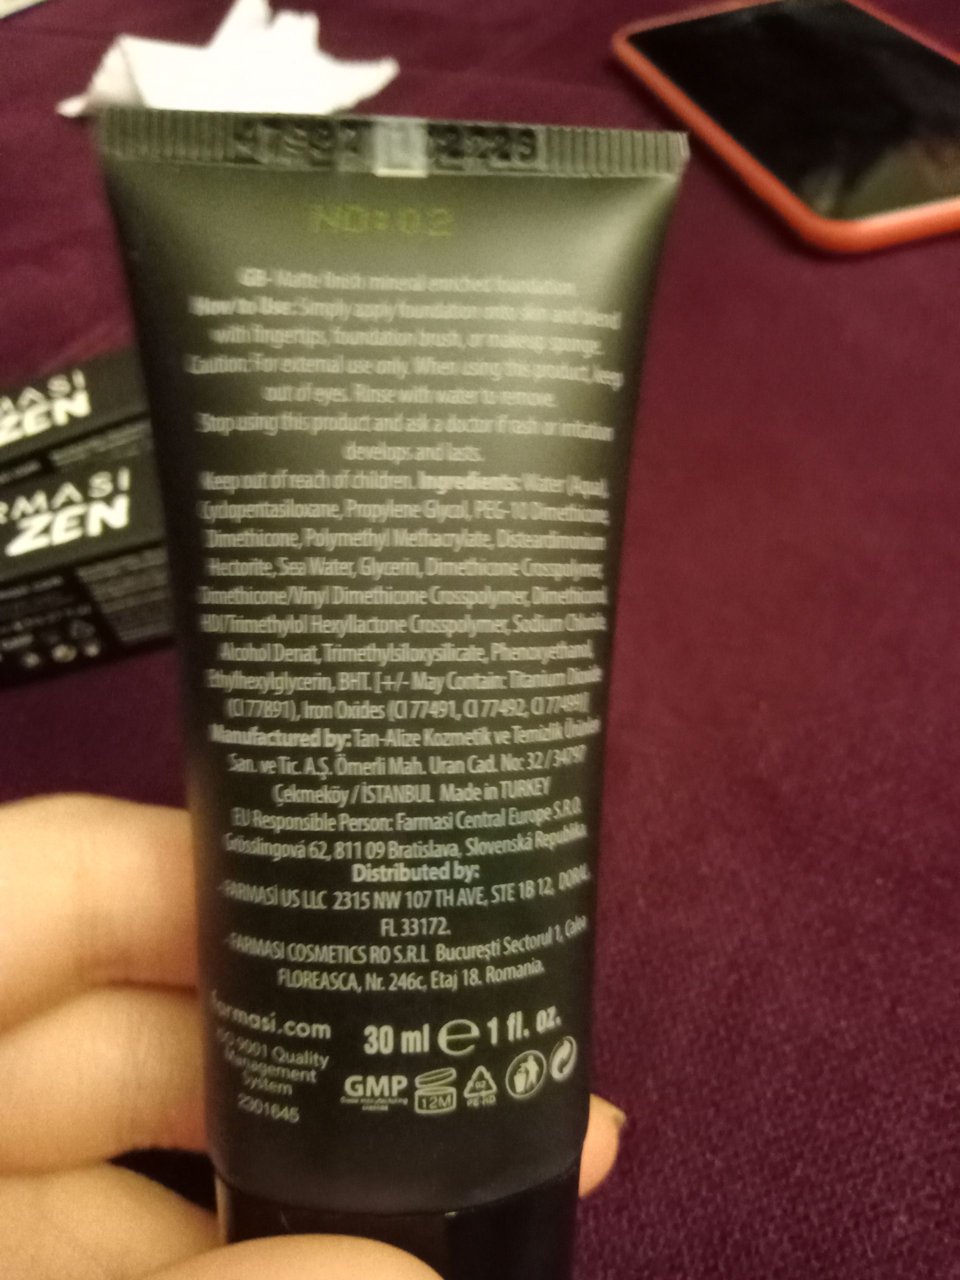 NO:02
GB- Matte finish mineral enriched foundation.
How to Use: Simply apply foundation onto skin and blend
with fingertips, foundation brush, or makeup sponge.
Caution: For external use only. When using this product, keep
out of eyes. Rinse with water to remove.
Stop using this product and ask a doctor if rash or irritation
develops and lasts.
Keep out of reach of children. Ingredients: Water (Aqua),
Cyclopentasiloxane, Propylene Glycol, PEG-10 Dimethicone,
Dimethicone, Polymethyl Methacrylate, Disteardimonium
Hectorite, Sea Water, Glycerin, Dimethicone Crosspolymer,
Dimethicone/Vinyl Dimethicone Crosspolymer, Dimethicone,
HDI/Trimethylol Hexyllactone Crosspolymer, Sodium Chloride,
Alcohol Denat, Trimethylsiloxysilicate, Phenoxyethanol,
Ethylhexylglycerin, BHT. [+/- May Contain: Titanium Dioxide
(CI 77891), Iron Oxides (CI 77491, CI 77492, CI 77499)]
Manufactured by: Tan-Alize Kozmetik ve Temizlik Ürünleri
San. ve Tic. A.Ş. Ömerli Mah. Uran Cad. No: 32 / 34797
Çekmeköy / İSTANBUL Made in TURKEY
EU Responsible Person: Farmasi Central Europe S.R.O.
Grösslingová 62, 811 09 Bratislava, Slovenská Republika
Distributed by:
- FARMASİ US LLC 2315 NW 107 TH AVE, STE 1B 12, DORAL
FL 33172.
- FARMASI COSMETICS RO S.R.L București Sectorul 1, Calea
FLOREASCA, Nr. 246c, Etaj 18. Romania.
farmasi.com
ISO 9001 Quality
Management
System
2301645
30 ml e 1 fl. oz.
GMP
12M
02
PE-HD
ARMASI
ZEN
RMASI
ZEN